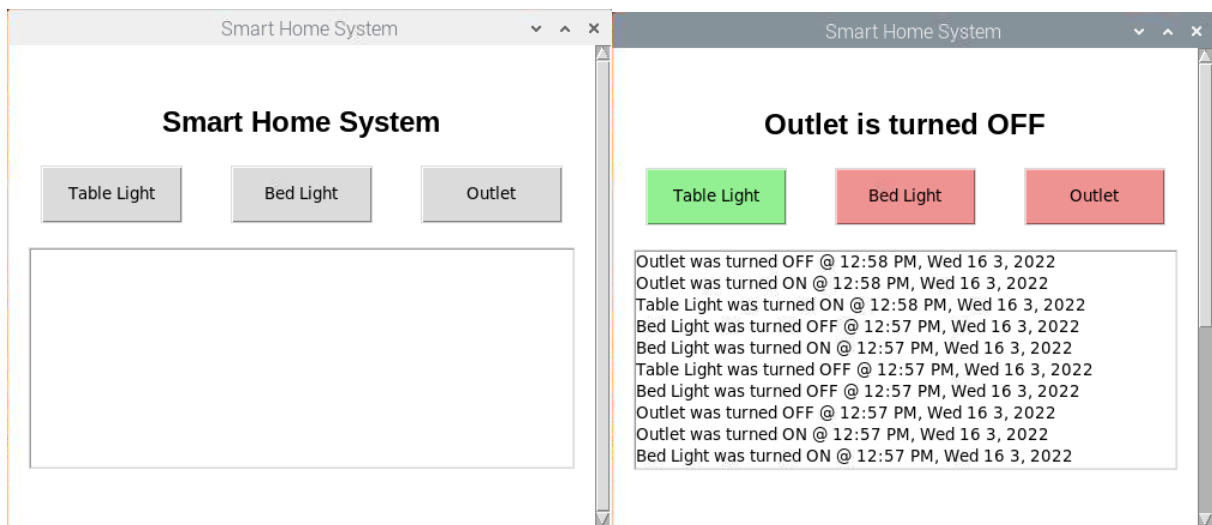 Smart Home System
Smart Home System
Table Light
Bed Light
Outlet
Smart Home System
Outlet is turned OFF
Table Light
Bed Light
Outlet
Outlet was turned OFF @ 12:58 PM, Wed 16 3, 2022
Outlet was turned ON @ 12:58 PM, Wed 16 3, 2022
Table Light was turned ON @ 12:58 PM, Wed 16 3, 2022
Bed Light was turned OFF @ 12:57 PM, Wed 16 3, 2022
Bed Light was turned ON @ 12:57 PM, Wed 16 3, 2022
Table Light was turned OFF @ 12:57 PM, Wed 16 3, 2022
Bed Light was turned OFF @ 12:57 PM, Wed 16 3, 2022
Outlet was turned OFF @ 12:57 PM, Wed 16 3, 2022
Outlet was turned ON @ 12:57 PM, Wed 16 3, 2022
Bed Light was turned ON @ 12:57 PM, Wed 16 3, 2022